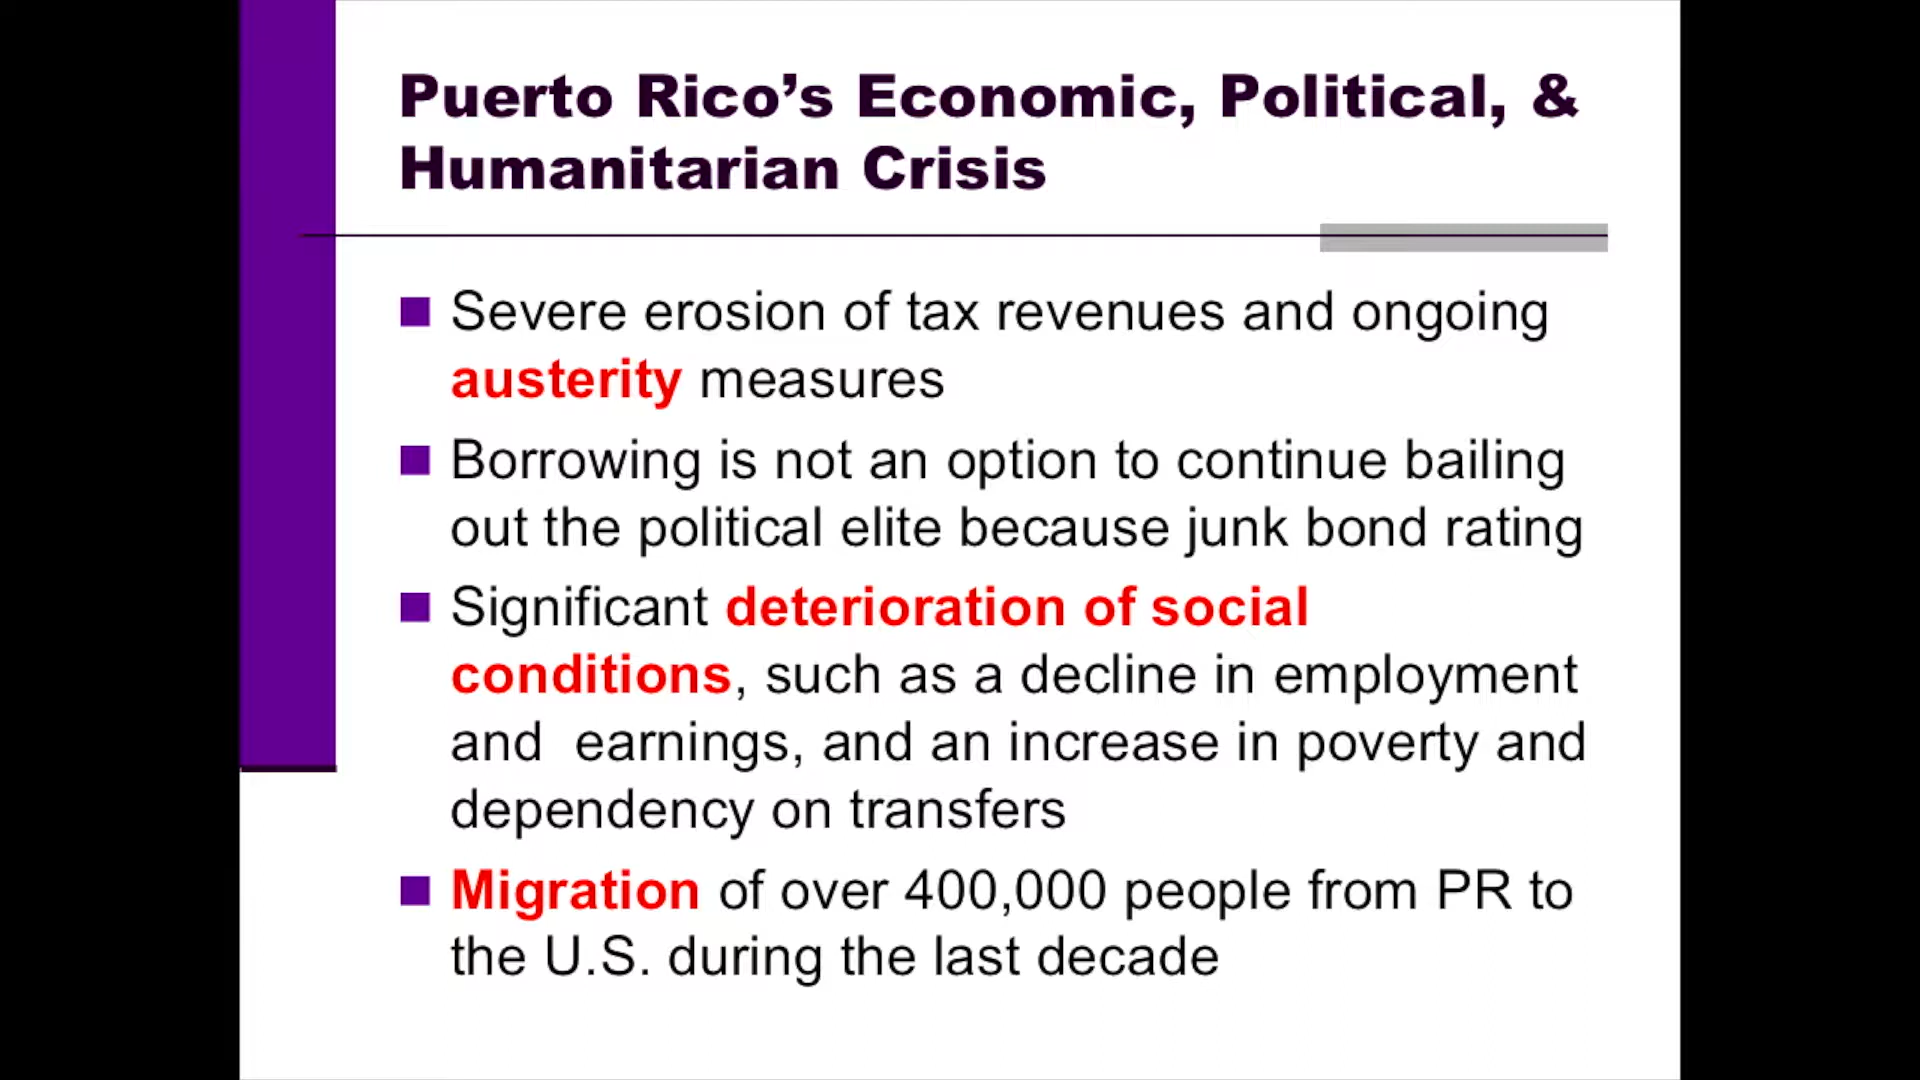 Puerto Rico’s Economic, Political, &
Humanitarian Crisis
Severe erosion of tax revenues and ongoing
austerity measures
Borrowing is not an option to continue bailing
out the political elite because junk bond rating
Significant deterioration of social
conditions, such as a decline in employment
and  earnings, and an increase in poverty and
dependency on transfers
Migration of over 400,000 people from PR to
the U.S. during the last decade